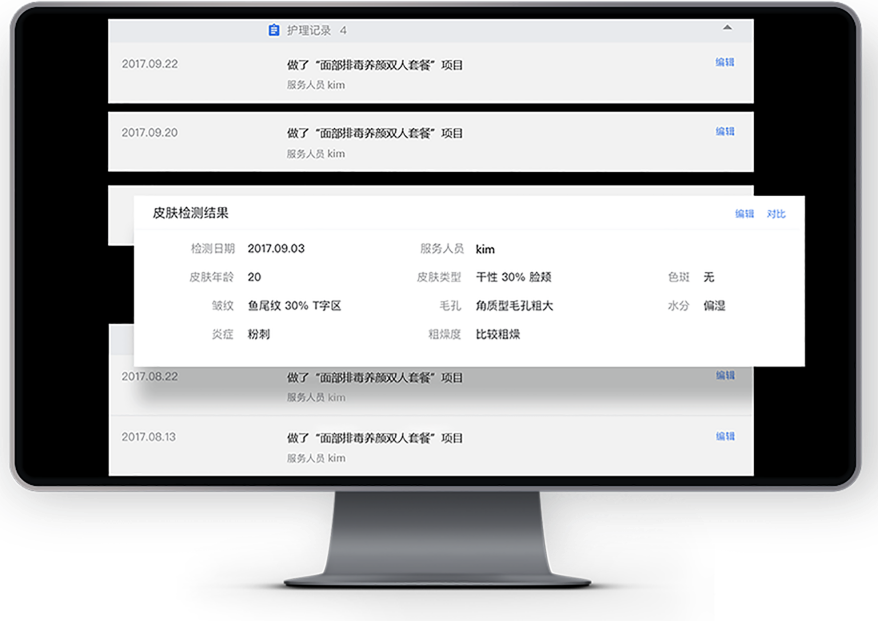 护理记录 4
2017.09.22 做了“面部排毒养颜双人套餐”项目 编辑
服务人员 kim
2017.09.20 做了“面部排毒养颜双人套餐”项目 编辑
服务人员 kim
皮肤检测结果 编辑 对比
检测日期 2017.09.03 服务人员 kim
皮肤年龄 20 皮肤类型 干性 30% 脸颊 色斑 无
皱纹 鱼尾纹 30% T字区 毛孔 角质型毛孔粗大 水分 偏湿
炎症 粉刺 粗燥度 比较粗燥
2017.08.22 做了“面部排毒养颜双人套餐”项目 编辑
服务人员 kim
2017.08.13 做了“面部排毒养颜双人套餐”项目 编辑
服务人员 kim